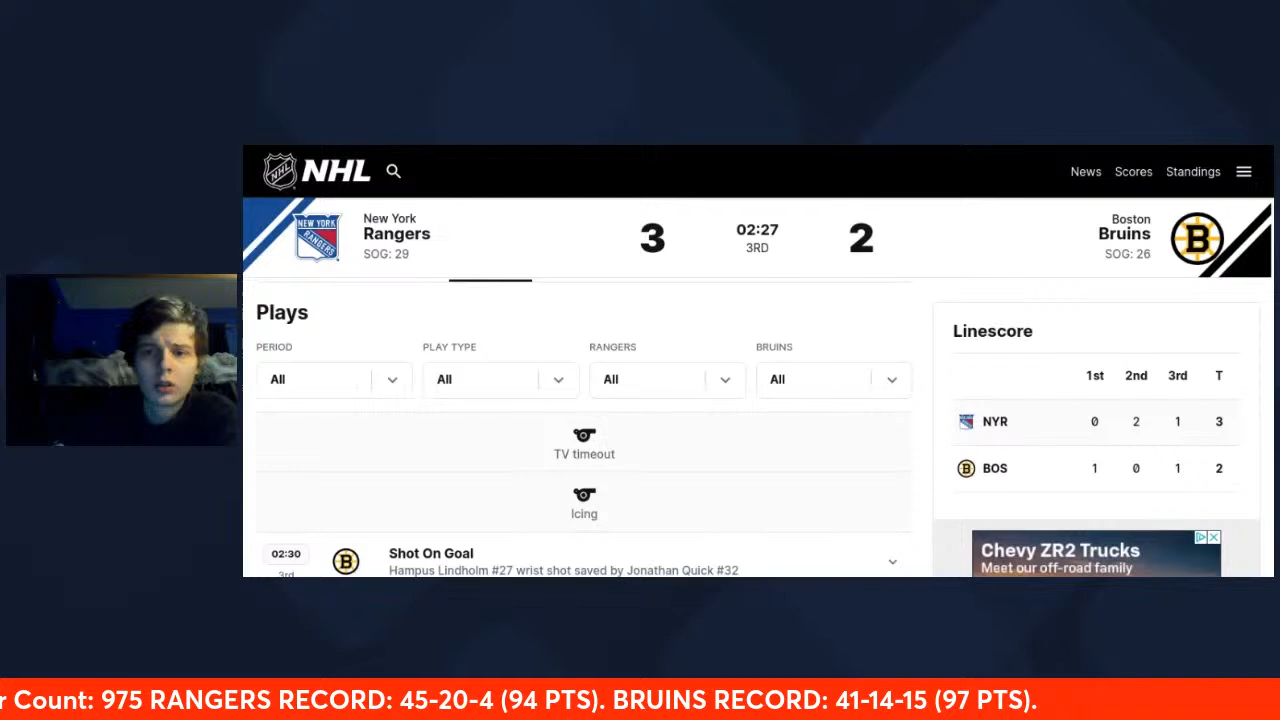 NHL NHL News Scores Standings
NEW YORK RANGERS
New York
Rangers
SOG: 29
3
02:27
3RD
2
Boston
Bruins
SOG: 26
B
Plays
PERIOD PLAY TYPE RANGERS BRUINS
All All All All
TV timeout
Icing
02:30
3rd
B
Shot On Goal
Hampus Lindholm #27 wrist shot saved by Jonathan Quick #32
Linescore
1st 2nd 3rd T
NYR 0 2 1 3
B BOS 1 0 1 2
Chevy ZR2 Trucks
Meet our off-road family
r Count: 975 RANGERS RECORD: 45-20-4 (94 PTS). BRUINS RECORD: 41-14-15 (97 PTS).